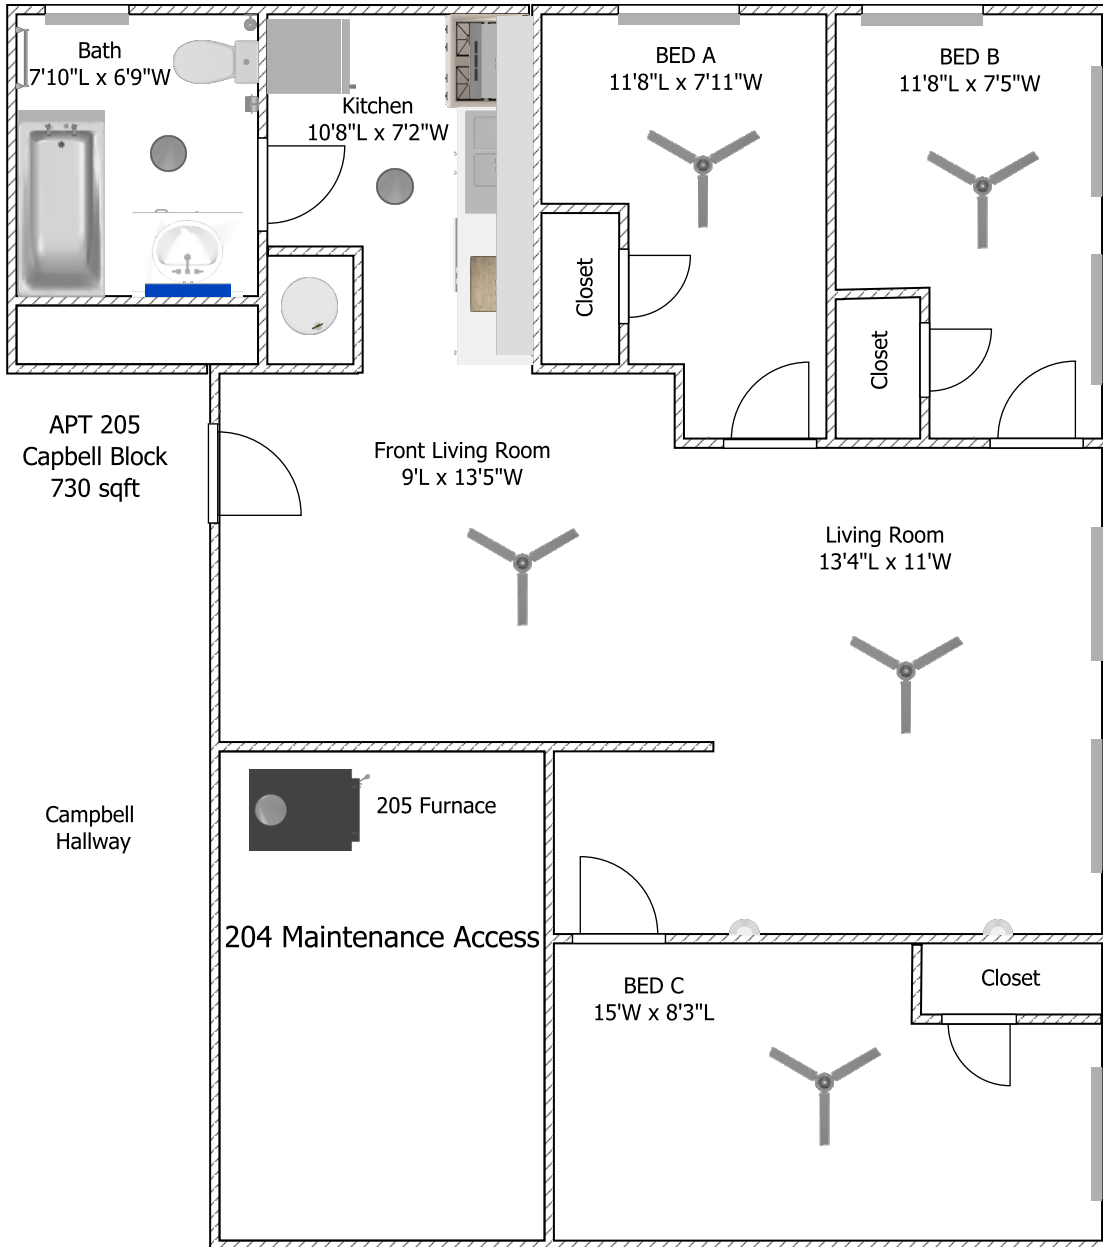 Bath
7'10"L x 6'9"W
Kitchen
10'8"L x 7'2"W
BED A
11'8"L x 7'11"W
BED B
11'8"L x 7'5"W
Closet
Closet
APT 205
Capbell Block
730 sqft
Front Living Room
9'L x 13'5"W
Living Room
13'4"L x 11'W
Campbell
Hallway
205 Furnace
204 Maintenance Access
BED C
15'W x 8'3"L
Closet